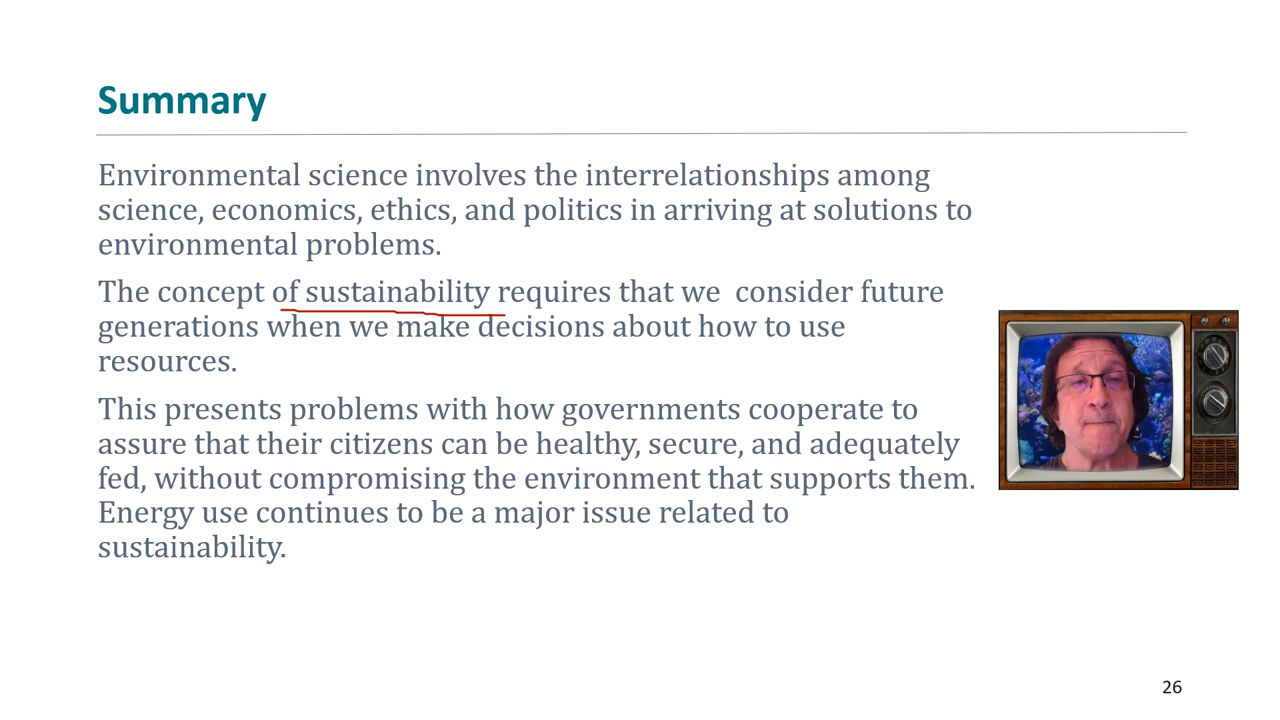 Summary
Environmental science involves the interrelationships among
science, economics, ethics, and politics in arriving at solutions to
environmental problems.
The concept of sustainability requires that we  consider future
generations when we make decisions about how to use
resources.
This presents problems with how governments cooperate to
assure that their citizens can be healthy, secure, and adequately
fed, without compromising the environment that supports them.
Energy use continues to be a major issue related to
sustainability.
26